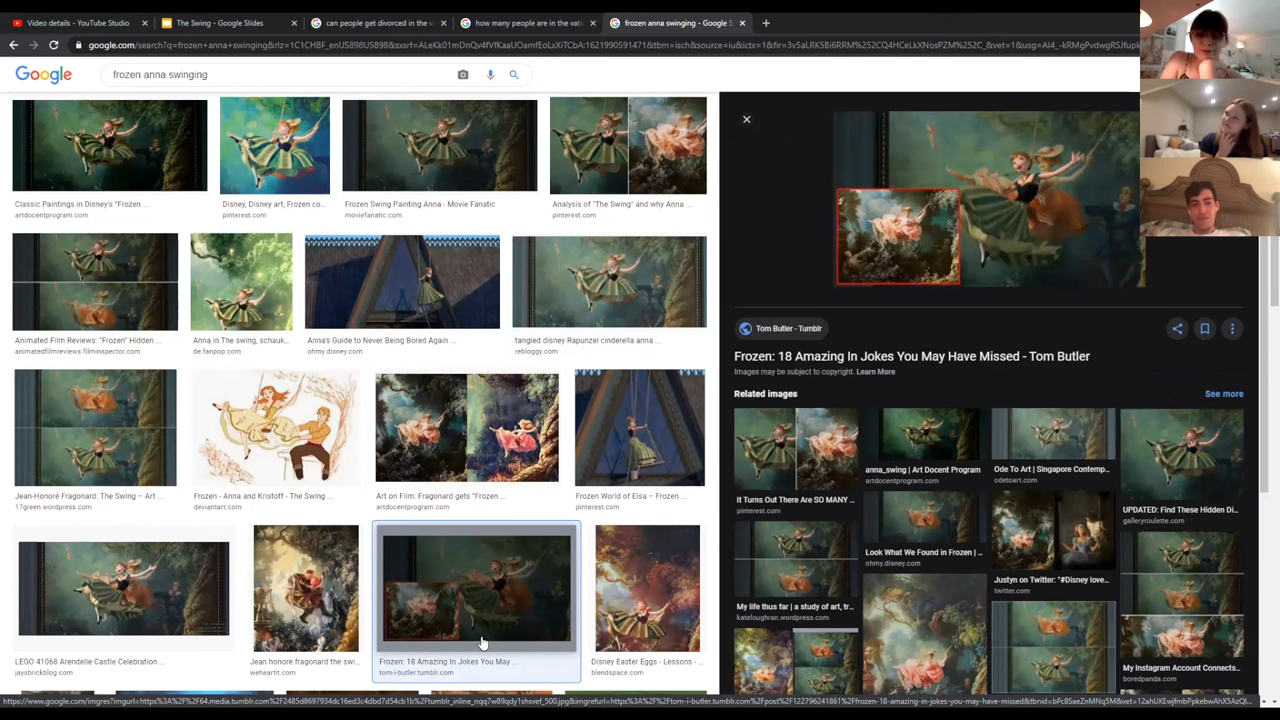 Video details - YouTube Studio
The Swing - Google Slides
can people get divorced in the v
how many people are in the vati
frozen anna swinging - Google S
Google
frozen anna swinging
Classic Paintings in Disney's "Frozen ...
artdocentprogram.com
Disney, Disney art, Frozen co...
pinterest.com
Frozen Swing Painting Anna - Movie Fanatic
moviefanatic.com
Analysis of "The Swing" and why Anna ...
pinterest.com
Animated Film Reviews: "Frozen" Hidden ...
animatedfilmreviews.filminspector.com
Anna in The swing, schauk...
de.fanpop.com
Anna's Guide to Never Being Bored Again ...
ohmy.disney.com
tangled disney Rapunzel cinderella anna ...
rebloggy.com
Jean-Honoré Fragonard: The Swing – Art ...
17green.wordpress.com
Frozen - Anna and Kristoff - The Swing ...
deviantart.com
Art on Film: Fragonard gets "Frozen ...
artdocentprogram.com
Frozen World of Elsa – Frozen ...
pinterest.com
LEGO 41068 Arendelle Castle Celebration ...
jaysbrickblog.com
Jean honore fragonard the swi...
weheartit.com
Frozen: 18 Amazing In Jokes You May ...
tom-i-butler.tumblr.com
Disney Easter Eggs - Lessons - ...
blendspace.com
Tom Butler - Tumblr
Frozen: 18 Amazing In Jokes You May Have Missed - Tom Butler
Images may be subject to copyright. Learn More
Related images
See more
It Turns Out There Are SO MANY ...
pinterest.com
anna_swing | Art Docent Program
artdocentprogram.com
Ode To Art | Singapore Contemp...
odetoart.com
UPDATED: Find These Hidden Di...
galleryroulette.com
My life thus far | a study of art, tr...
kateloughran.wordpress.com
Look What We Found in Frozen | ...
ohmy.disney.com
Justyn on Twitter: "#Disney love...
twitter.com
My Instagram Account Connects...
boredpanda.com